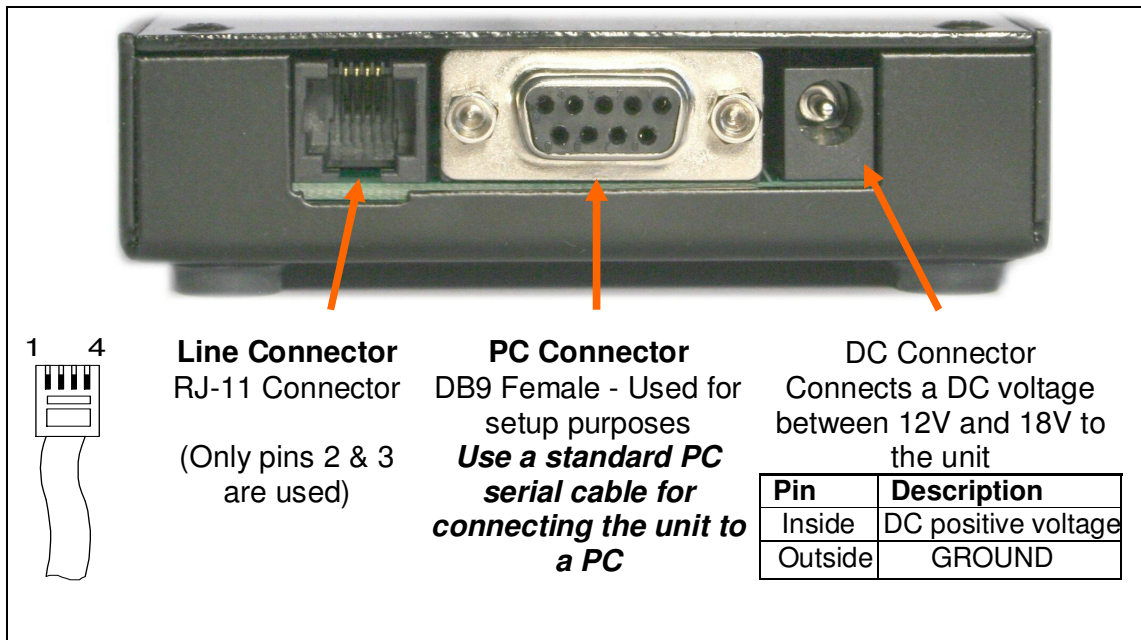 1 4
Line Connector
RJ-11 Connector
(Only pins 2 & 3
are used)
PC Connector
DB9 Female - Used for
setup purposes
Use a standard PC
serial cable for
connecting the unit to
a PC
DC Connector
Connects a DC voltage
between 12V and 18V to
the unit
Pin Description
Inside DC positive voltage
Outside GROUND